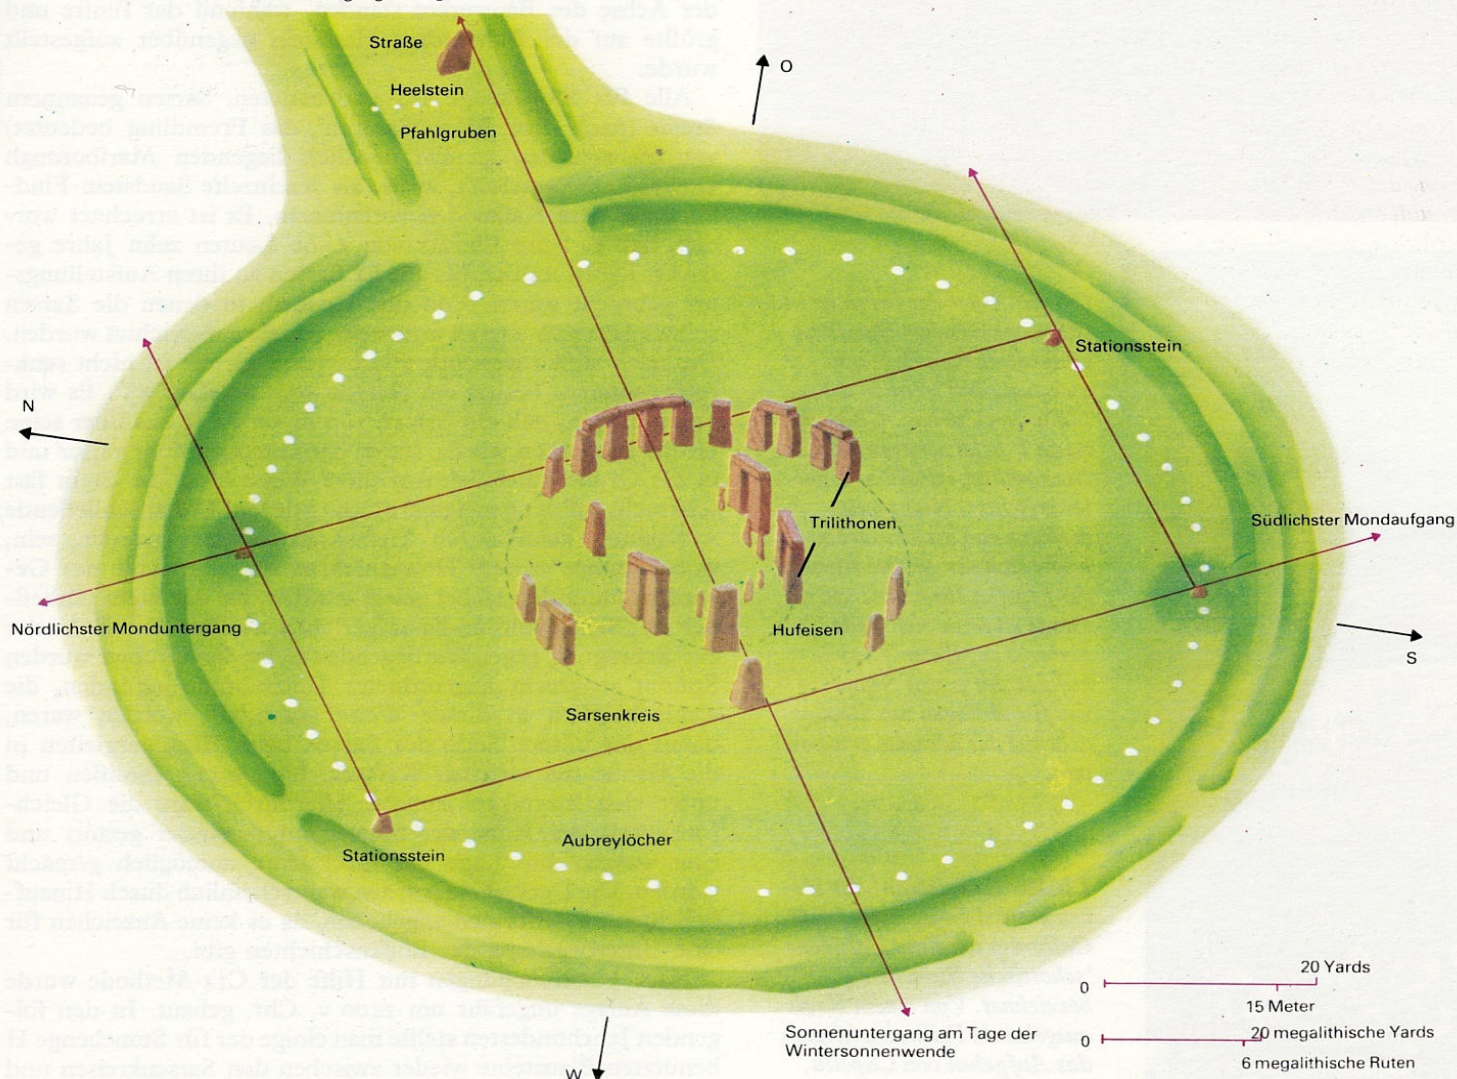 Straße
O
Heelstein
Pfahlgruben
Stationsstein
N
Trilithonen
Südlichster Mondaufgang
Nördlichster Monduntergang
Hufeisen
S
Sarsenkreis
Aubreylöcher
Stationsstein
20 Yards
0
15 Meter
Sonnenuntergang am Tage der
Wintersonnenwende
0
20 megalithische Yards
6 megalithische Ruten
W